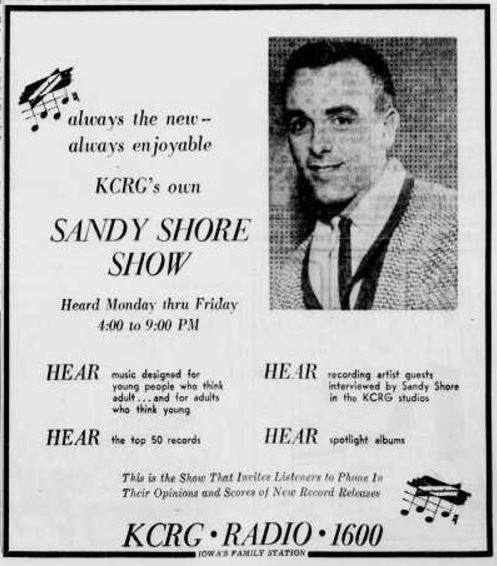 always the new--
always enjoyable
KCRG's own
SANDY SHORE
SHOW
Heard Monday thru Friday
4:00 to 9:00 PM
HEAR music designed for
young people who think
adult...and for adults
who think young
HEAR the top 50 records
HEAR recording artist guests
interviewed by Sandy Shore
in the KCRG studios
HEAR spotlight albums
This is the Show That Invites Listeners to Phone In
Their Opinions and Scores of New Record Releases
KCRG • RADIO • 1600
IOWA'S FAMILY STATION